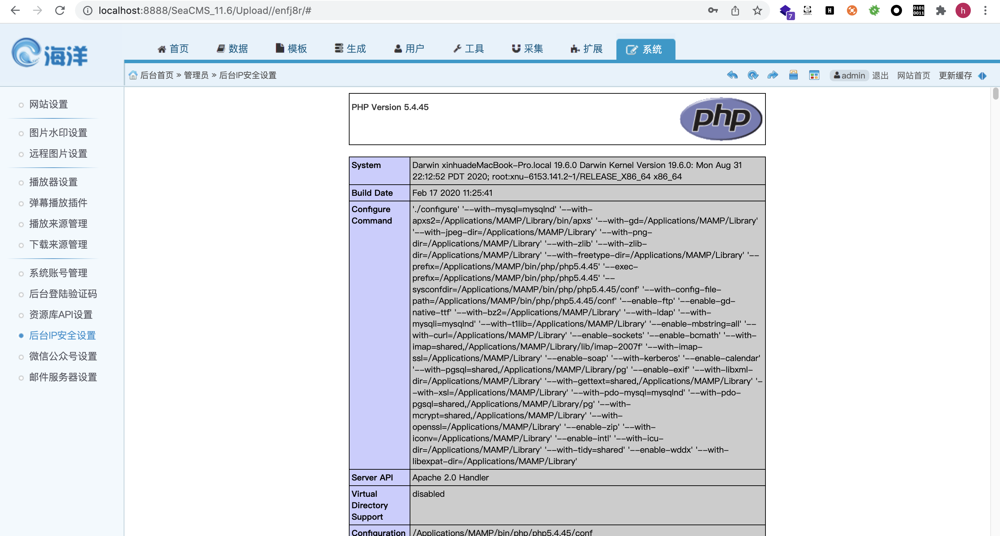 localhost:8888/SeaCMS_11.6/Upload//enfj8r/#
7
H
0101
0011
h
海洋
首页 数据 模板 生成 用户 工具 采集 扩展 系统
后台首页 » 管理员 » 后台IP安全设置
admin 退出 网站首页 更新缓存
网站设置
图片水印设置
远程图片设置
播放器设置
弹幕播放插件
播放来源管理
下载来源管理
系统账号管理
后台登陆验证码
资源库API设置
后台IP安全设置
微信公众号设置
邮件服务器设置
PHP Version 5.4.45
php
System
Darwin xinhuadeMacBook-Pro.local 19.6.0 Darwin Kernel Version 19.6.0: Mon Aug 31
22:12:52 PDT 2020; root:xnu-6153.141.2~1/RELEASE_X86_64 x86_64
Build Date
Feb 17 2020 11:25:41
Configure
Command
'./configure' '--with-mysql=mysqlnd' '--with-
apxs2=/Applications/MAMP/Library/bin/apxs' '--with-gd=/Applications/MAMP/Library'
'--with-jpeg-dir=/Applications/MAMP/Library' '--with-png-
dir=/Applications/MAMP/Library' '--with-zlib' '--with-zlib-
dir=/Applications/MAMP/Library' '--with-freetype-dir=/Applications/MAMP/Library' '--
prefix=/Applications/MAMP/bin/php/php5.4.45' '--exec-
prefix=/Applications/MAMP/bin/php/php5.4.45' '--
sysconfdir=/Applications/MAMP/bin/php/php5.4.45/conf' '--with-config-file-
path=/Applications/MAMP/bin/php/php5.4.45/conf' '--enable-ftp' '--enable-gd-
native-ttf' '--with-bz2=/Applications/MAMP/Library' '--with-ldap' '--with-
mysqli=mysqlnd' '--with-t1lib=/Applications/MAMP/Library' '--enable-mbstring=all' '--
with-curl=/Applications/MAMP/Library' '--enable-sockets' '--enable-bcmath' '--with-
imap=shared,/Applications/MAMP/Library/lib/imap-2007f' '--with-imap-
ssl=/Applications/MAMP/Library' '--enable-soap' '--with-kerberos' '--enable-calendar'
'--with-pgsql=shared,/Applications/MAMP/Library/pg' '--enable-exif' '--with-libxml-
dir=/Applications/MAMP/Library' '--with-gettext=shared,/Applications/MAMP/Library' '-
-with-xsl=/Applications/MAMP/Library' '--with-pdo-mysql=mysqlnd' '--with-pdo-
pgsql=shared,/Applications/MAMP/Library/pg' '--with-
mcrypt=shared,/Applications/MAMP/Library' '--with-
openssl=/Applications/MAMP/Library' '--enable-zip' '--with-
iconv=/Applications/MAMP/Library' '--enable-intl' '--with-icu-
dir=/Applications/MAMP/Library' '--with-tidy=shared' '--enable-wddx' '--with-
libexpat-dir=/Applications/MAMP/Library'
Server API
Apache 2.0 Handler
Virtual
Directory
Support
disabled
Configuration
/Applications/MAMP/bin/php/php5.4.45/conf